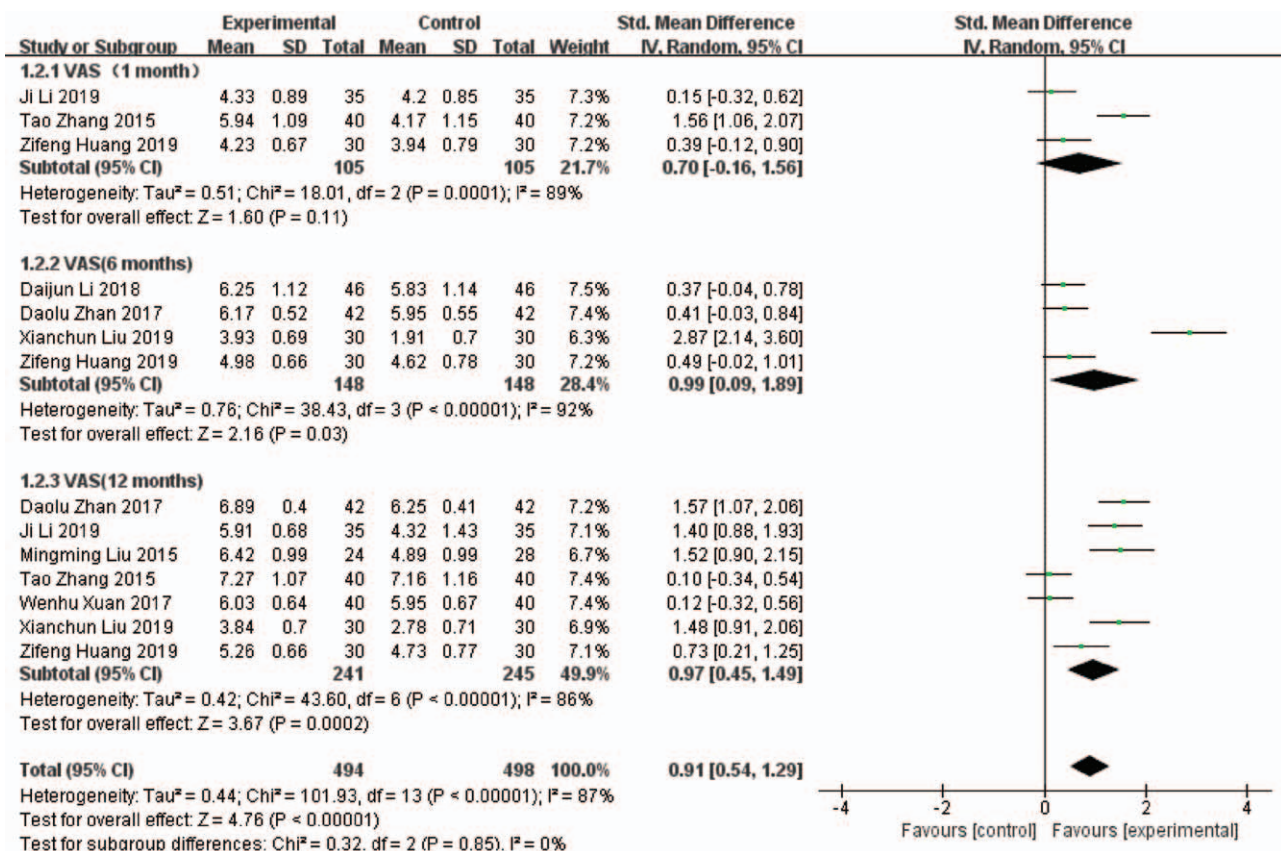 Experimental Control Std. Mean Difference Std. Mean Difference
Study or Subgroup Mean SD Total Mean SD Total Weight IV, Random, 95% CI IV, Random, 95% CI
1.2.1 VAS（1 month）
Ji Li 2019 4.33 0.89 35 4.2 0.85 35 7.3% 0.15 [-0.32, 0.62]
Tao Zhang 2015 5.94 1.09 40 4.17 1.15 40 7.2% 1.56 [1.06, 2.07]
Zifeng Huang 2019 4.23 0.67 30 3.94 0.79 30 7.2% 0.39 [-0.12, 0.90]
Subtotal (95% CI) 105 105 21.7% 0.70 [-0.16, 1.56]
Heterogeneity: Tau² = 0.51; Chi² = 18.01, df = 2 (P = 0.0001); I² = 89%
Test for overall effect: Z = 1.60 (P = 0.11)
1.2.2 VAS(6 months)
Daijun Li 2018 6.25 1.12 46 5.83 1.14 46 7.5% 0.37 [-0.04, 0.78]
Daolu Zhan 2017 6.17 0.52 42 5.95 0.55 42 7.4% 0.41 [-0.03, 0.84]
Xianchun Liu 2019 3.93 0.69 30 1.91 0.7 30 6.3% 2.87 [2.14, 3.60]
Zifeng Huang 2019 4.98 0.66 30 4.62 0.78 30 7.2% 0.49 [-0.02, 1.01]
Subtotal (95% CI) 148 148 28.4% 0.99 [0.09, 1.89]
Heterogeneity: Tau² = 0.76; Chi² = 38.43, df = 3 (P < 0.00001); I² = 92%
Test for overall effect: Z = 2.16 (P = 0.03)
1.2.3 VAS(12 months)
Daolu Zhan 2017 6.89 0.4 42 6.25 0.41 42 7.2% 1.57 [1.07, 2.06]
Ji Li 2019 5.91 0.68 35 4.32 1.43 35 7.1% 1.40 [0.88, 1.93]
Mingming Liu 2015 6.42 0.99 24 4.89 0.99 28 6.7% 1.52 [0.90, 2.15]
Tao Zhang 2015 7.27 1.07 40 7.16 1.16 40 7.4% 0.10 [-0.34, 0.54]
Wenhu Xuan 2017 6.03 0.64 40 5.95 0.67 40 7.4% 0.12 [-0.32, 0.56]
Xianchun Liu 2019 3.84 0.7 30 2.78 0.71 30 6.9% 1.48 [0.91, 2.06]
Zifeng Huang 2019 5.26 0.66 30 4.73 0.77 30 7.1% 0.73 [0.21, 1.25]
Subtotal (95% CI) 241 245 49.9% 0.97 [0.45, 1.49]
Heterogeneity: Tau² = 0.42; Chi² = 43.60, df = 6 (P < 0.00001); I² = 86%
Test for overall effect: Z = 3.67 (P = 0.0002)
Total (95% CI) 494 498 100.0% 0.91 [0.54, 1.29]
Heterogeneity: Tau² = 0.44; Chi² = 101.93, df = 13 (P < 0.00001); I² = 87%
Test for overall effect: Z = 4.76 (P < 0.00001)
Test for subgroup differences: Chi² = 0.32, df = 2 (P = 0.85), I² = 0%
-4 -2 0 2 4
Favours [control] Favours [experimental]